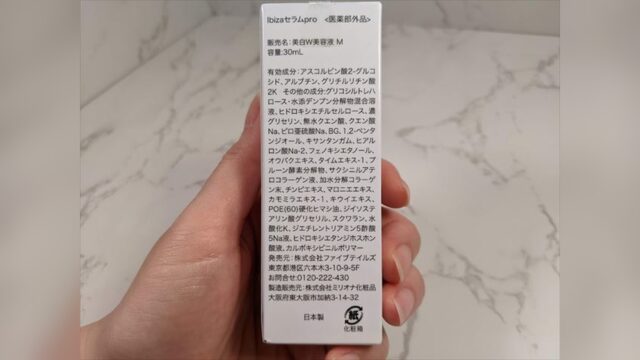 Ibizaセラムpro <医薬部外品>
販売名:美白W美容液 M
容量:30mL
有効成分:アスコルビン酸2-グルコ
シド、アルブチン、グリチルリチン酸
2K その他の成分:グリコシルトレハ
ロース・水添デンプン分解物混合溶
液、ヒドロキシエチルセルロース、濃
グリセリン、無水クエン酸、クエン酸
Na、ピロ亜硫酸Na、BG、1,2-ペンタ
ンジオール、キサンタンガム、ヒアル
ロン酸Na-2、フェノキシエタノール、
オウバクエキス、タイムエキス-1、プ
ルーン酵素分解物、サクシニルアテ
ロコラーゲン液、加水分解コラーゲ
ン末、チンピエキス、マロニエエキス、
カモミラエキス-1、キウイエキス、
POE(60)硬化ヒマシ油、ジイソステ
アリン酸グリセリル、スクワラン、水
酸化K、ジエチレントリアミン5酢酸
5Na液、ヒドロキシエタンジホスホン
酸液、カルボキシビニルポリマー
発売元:株式会社ファイブテイルズ
東京都港区六本木3-10-9-5F
お問合せ:0120-222-430
製造販売元:株式会社ミリオナ化粧品
大阪府東大阪市加納3-14-32
日本製
紙
化粧箱